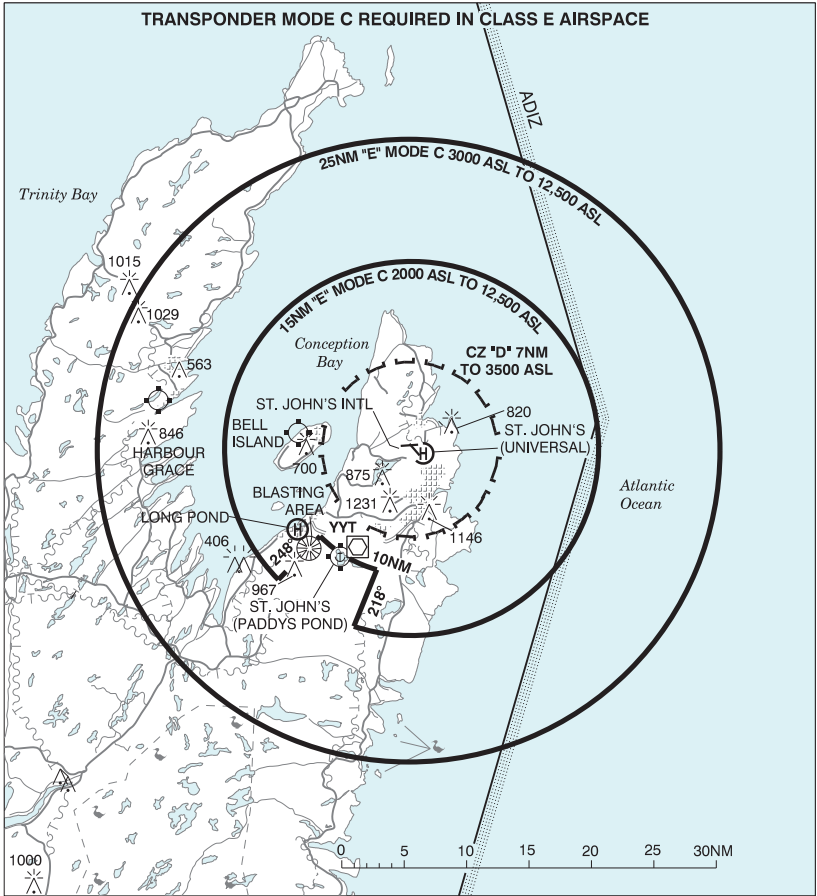 TRANSPONDER MODE C REQUIRED IN CLASS E AIRSPACE
ADIZ
25NM "E" MODE C 3000 ASL TO 12,500 ASL
Trinity Bay
1015
1029
15NM "E" MODE C 2000 ASL TO 12,500 ASL
Conception
Bay
CZ "D" 7NM
TO 3500 ASL
563
ST. JOHN'S INTL
820
ST. JOHN'S
(UNIVERSAL)
BELL
ISLAND
846
HARBOUR
GRACE
700
875
Atlantic
Ocean
BLASTING
AREA
1231
LONG POND
H
H
YYT
1146
406
248°
10NM
967
218°
ST. JOHN'S
(PADDYS POND)
1000
0 5 10 15 20 25 30NM